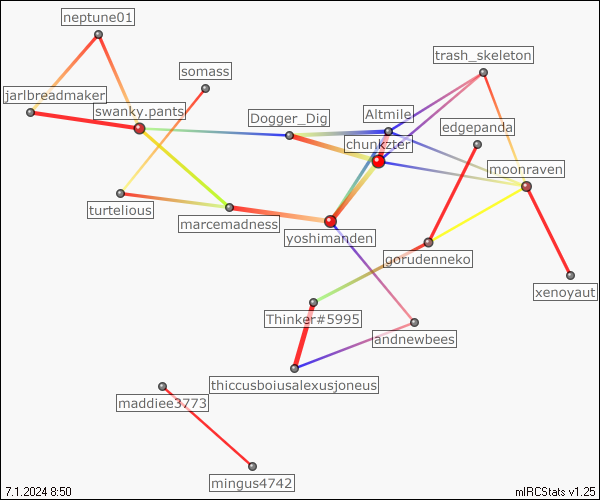 neptune01
trash_skeleton
somass
jarlbreadmaker
swanky.pants
Dogger_Dig
Altmile
edgepanda
chunkzter
moonraven
turtelious
marcemadness
yoshimanden
gorudenneko
xenoyaut
Thinker#5995
andnewbees
thiccusboiusalexusjoneus
maddiee3773
mingus4742
7.1.2024 8:50
mIRCStats v1.25